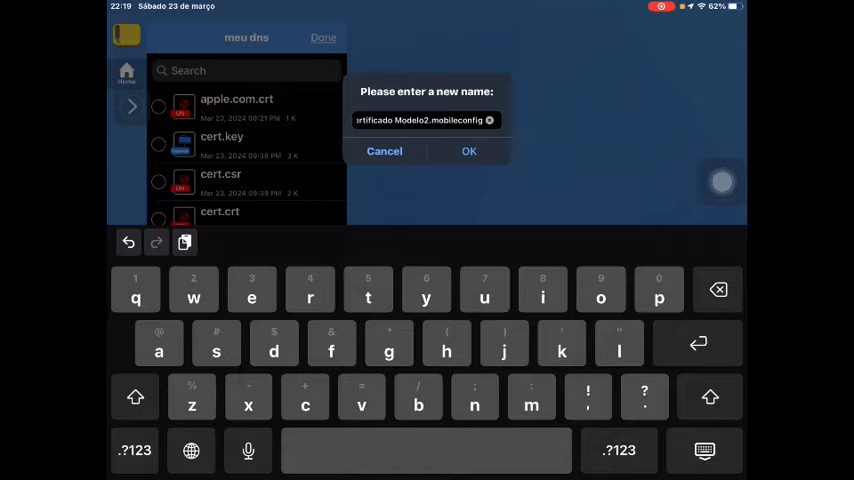 22:19 Sábado 23 de março
62%
meu dns
Done
Home
Search
apple.com.crt
Mar 23, 2024 09:21 PM 1 K
cert.key
Mar 23, 2024 09:38 PM 3 K
cert.csr
Mar 23, 2024 09:39 PM 2 K
cert.crt
Please enter a new name:
ertificado Modelo2.mobileconfig
Cancel
OK
1 2 3 4 5 6 7 8 9 0
q w e r t y u i o p
@ # $ & * ( ) ' "
a s d f g h j k l
% - + = / ; : ! ?
z x c v b n m , .
.?123
.?123